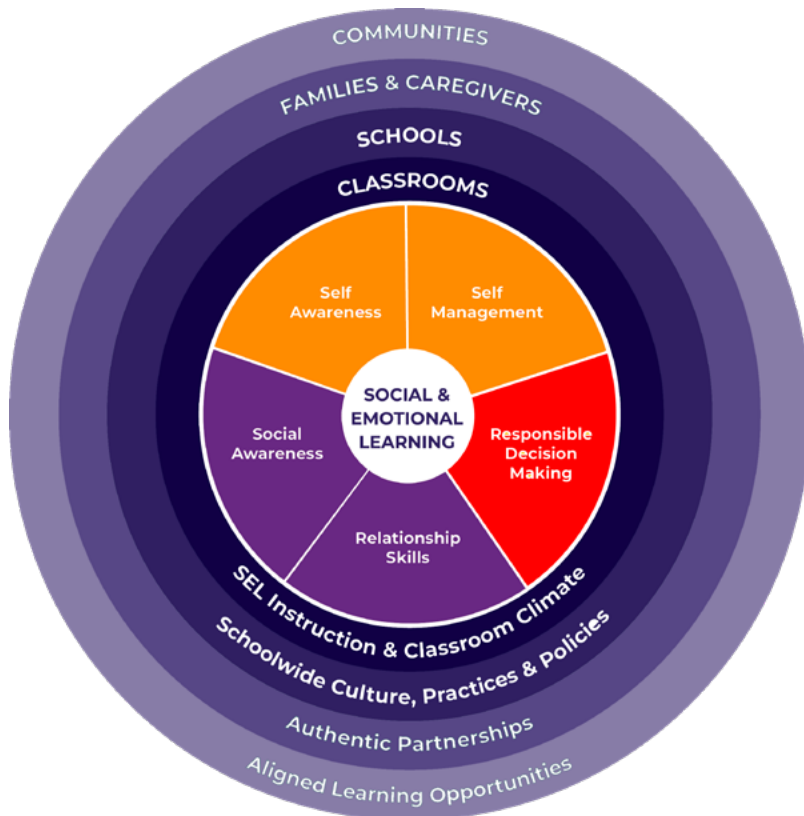 COMMUNITIES
FAMILIES & CAREGIVERS
SCHOOLS
CLASSROOMS
Self
Awareness
Self
Management
SOCIAL &
EMOTIONAL
LEARNING
Social
Awareness
Responsible
Decision
Making
Relationship
Skills
SEL Instruction & Classroom Climate
Schoolwide Culture, Practices & Policies
Authentic Partnerships
Aligned Learning Opportunities